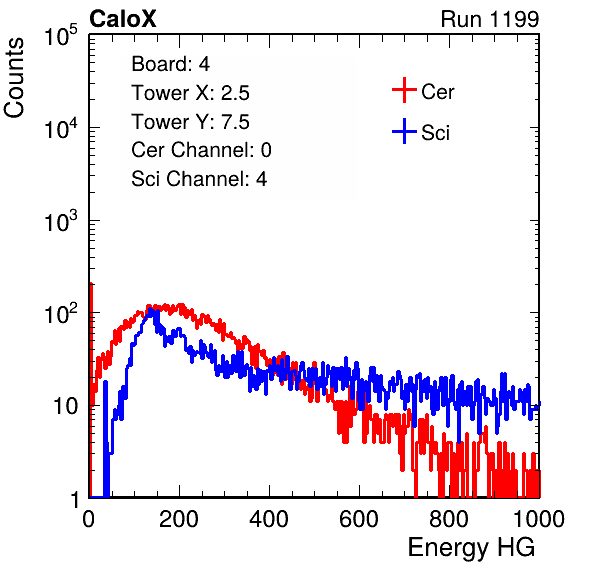 CaloX Run 1199
Counts
Board: 4
Tower X: 2.5
Tower Y: 7.5
Cer Channel: 0
Sci Channel: 4
Cer
Sci
10^5
10^4
10^3
10^2
10
1
0 200 400 600 800 1000
Energy HG